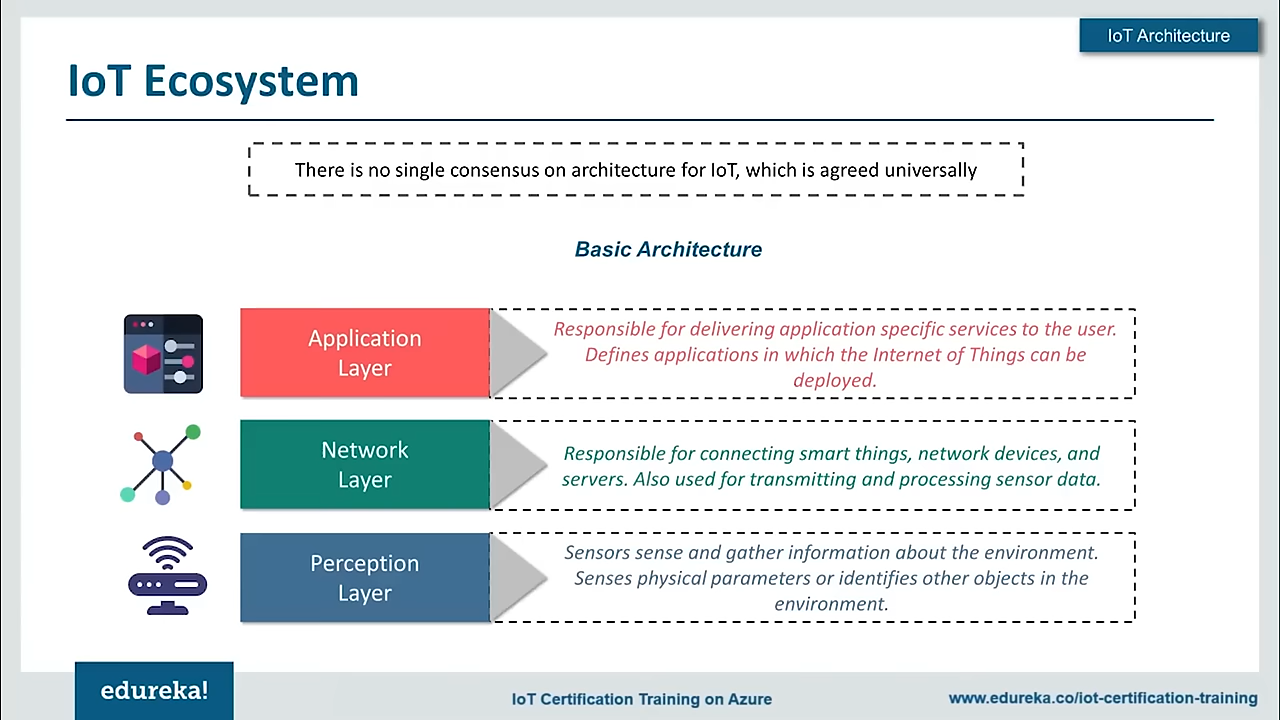 IoT Architecture
IoT Ecosystem
There is no single consensus on architecture for IoT, which is agreed universally
Basic Architecture
Application
Layer
Responsible for delivering application specific services to the user.
Defines applications in which the Internet of Things can be
deployed.
Network
Layer
Responsible for connecting smart things, network devices, and
servers. Also used for transmitting and processing sensor data.
Perception
Layer
Sensors sense and gather information about the environment.
Senses physical parameters or identifies other objects in the
environment.
edureka!
IoT Certification Training on Azure
www.edureka.co/iot-certification-training